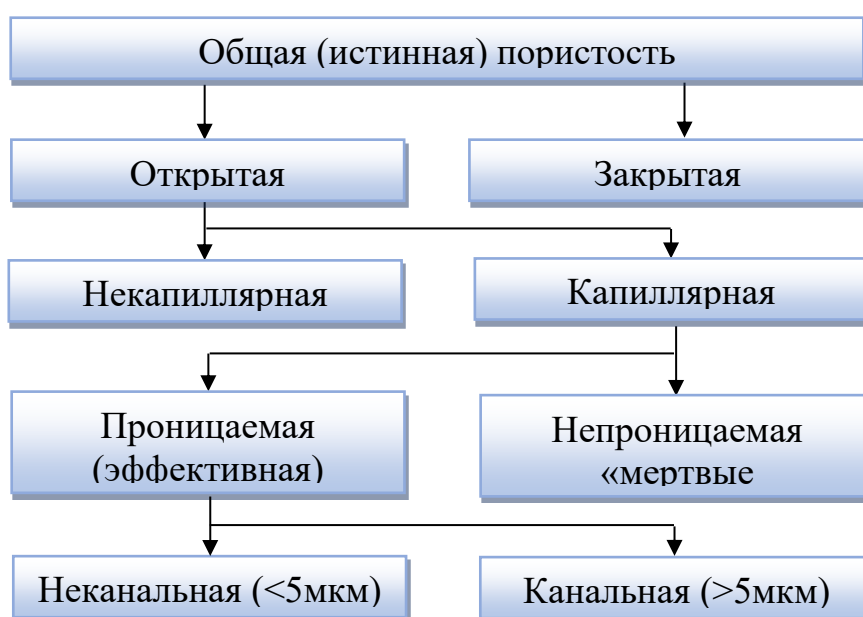 Общая (истинная) пористость
Открытая
Закрытая
Некапиллярная
Капиллярная
Проницаемая
(эффективная)
Непроницаемая
«мертвые
Неканальная (<5мкм)
Канальная (>5мкм)